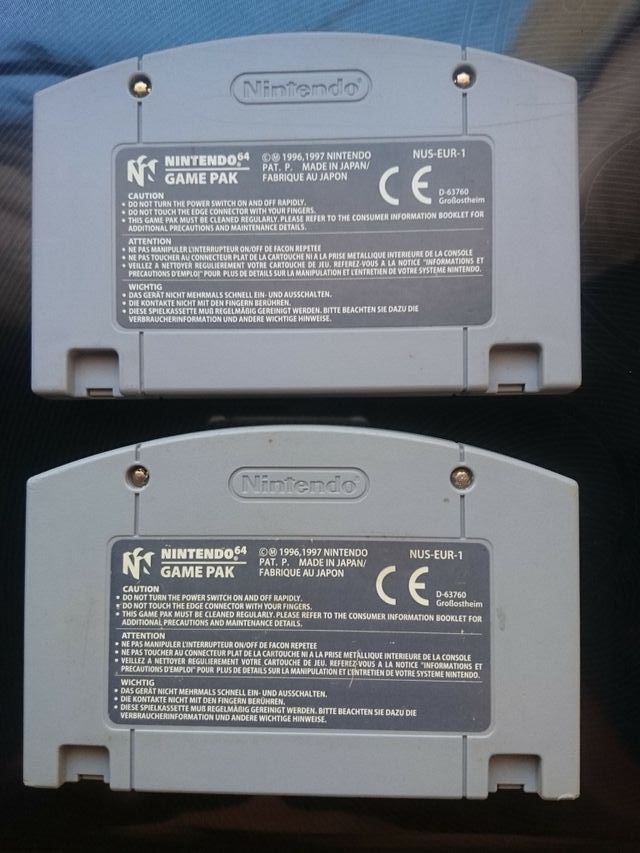 Nintendo
NINTENDO64
GAME PAK
©Ⓜ 1996,1997 NINTENDO
PAT. P. MADE IN JAPAN/
FABRIQUE AU JAPON
NUS-EUR-1
CE
D-63760
Großostheim
CAUTION
• DO NOT TURN THE POWER SWITCH ON AND OFF RAPIDLY.
• DO NOT TOUCH THE EDGE CONNECTOR WITH YOUR FINGERS.
• THIS GAME PAK MUST BE CLEANED REGULARLY. PLEASE REFER TO THE CONSUMER INFORMATION BOOKLET FOR
ADDITIONAL PRECAUTIONS AND MAINTENANCE DETAILS.
ATTENTION
• NE PAS MANIPULER L'INTERRUPTEUR ON/OFF DE FACON REPETEE
• NE PAS TOUCHER AU CONNECTEUR PLAT DE LA CARTOUCHE NI A LA PRISE METALLIQUE INTERIEURE DE LA CONSOLE
• VEILLEZ A NETTOYER REGULIEREMENT VOTRE CARTOUCHE DE JEU. REFEREZ-VOUS A LA NOTICE "INFORMATIONS ET
PRECAUTIONS D'EMPLOI" POUR PLUS DE DETAILS SUR LA MANIPULATION ET L'ENTRETIEN DE VOTRE SYSTEME NINTENDO.
WICHTIG
• DAS GERÄT NICHT MEHRMALS SCHNELL EIN- UND AUSSCHALTEN.
• DIE KONTAKTE NICHT MIT DEN FINGERN BERÜHREN.
• DIESE SPIELKASSETTE MUß REGELMÄßIG GEREINIGT WERDEN. BITTE BEACHTEN SIE DAZU DIE
VERBRAUCHERINFORMATION UND ANDERE WICHTIGE HINWEISE.
Nintendo
NINTENDO64
GAME PAK
©Ⓜ 1996,1997 NINTENDO
PAT. P. MADE IN JAPAN/
FABRIQUE AU JAPON
NUS-EUR-1
CE
D-63760
Großostheim
CAUTION
• DO NOT TURN THE POWER SWITCH ON AND OFF RAPIDLY.
• DO NOT TOUCH THE EDGE CONNECTOR WITH YOUR FINGERS.
• THIS GAME PAK MUST BE CLEANED REGULARLY. PLEASE REFER TO THE CONSUMER INFORMATION BOOKLET FOR
ADDITIONAL PRECAUTIONS AND MAINTENANCE DETAILS.
ATTENTION
• NE PAS MANIPULER L'INTERRUPTEUR ON/OFF DE FACON REPETEE
• NE PAS TOUCHER AU CONNECTEUR PLAT DE LA CARTOUCHE NI A LA PRISE METALLIQUE INTERIEURE DE LA CONSOLE
• VEILLEZ A NETTOYER REGULIEREMENT VOTRE CARTOUCHE DE JEU. REFEREZ-VOUS A LA NOTICE "INFORMATIONS ET
PRECAUTIONS D'EMPLOI" POUR PLUS DE DETAILS SUR LA MANIPULATION ET L'ENTRETIEN DE VOTRE SYSTEME NINTENDO.
WICHTIG
• DAS GERÄT NICHT MEHRMALS SCHNELL EIN- UND AUSSCHALTEN.
• DIE KONTAKTE NICHT MIT DEN FINGERN BERÜHREN.
• DIESE SPIELKASSETTE MUß REGELMÄßIG GEREINIGT WERDEN. BITTE BEACHTEN SIE DAZU DIE
VERBRAUCHERINFORMATION UND ANDERE WICHTIGE HINWEISE.